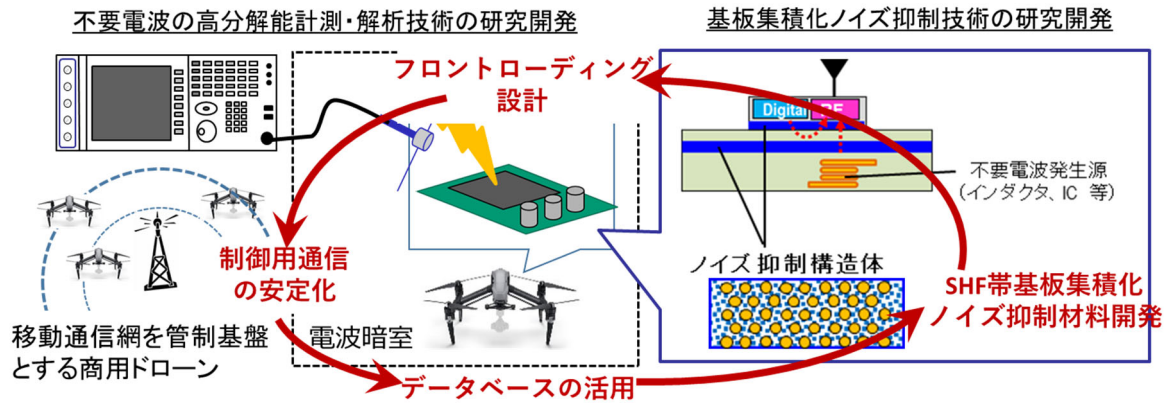 不要電波の高分解能計測・解析技術の研究開発
基板集積化ノイズ抑制技術の研究開発
フロントローディング
設計
Digital
RF
不要電波発生源
(インダクタ、IC 等)
制御用通信
の安定化
ノイズ抑制構造体
SHF帯基板集積化
ノイズ抑制材料開発
移動通信網を管制基盤
とする商用ドローン
電波暗室
データベースの活用